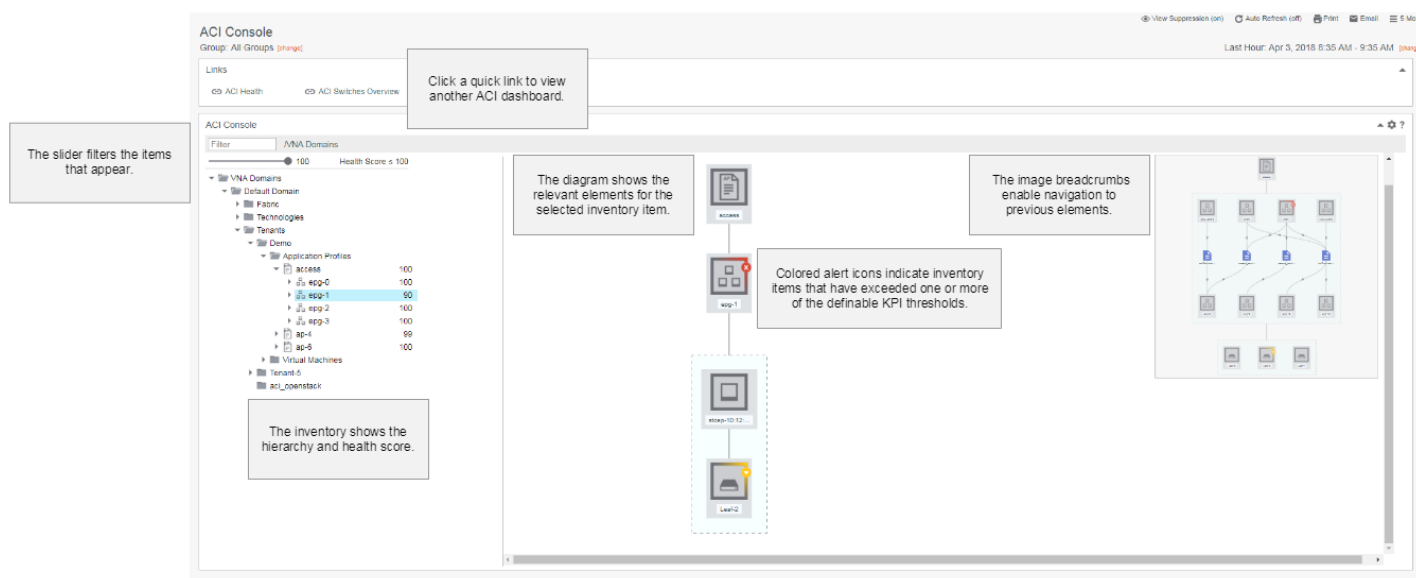 View Suppression (on) Auto Refresh (off) Print Email 5 Mo
ACI Console
Group: All Groups [change]
Last Hour: Apr 3, 2018 8:35 AM - 9:35 AM [chang
Links
ACI Health ACI Switches Overview
Click a quick link to view
another ACI dashboard.
ACI Console
Filter /VNA Domains
100 Health Score ≤ 100
The slider filters the items
that appear.
VNA Domains
Default Domain
Fabric
Technologies
Tenants
Demo
Application Profiles
access 100
epg-0 100
epg-1 90
epg-2 100
epg-3 100
ap-4 99
ap-6 100
Virtual Machines
Tenant-5
aci_openstack
The inventory shows the
hierarchy and health score.
The diagram shows the
relevant elements for the
selected inventory item.
access
epg-1
Colored alert icons indicate inventory
items that have exceeded one or more
of the definable KPI thresholds.
Leaf-2
The image breadcrumbs
enable navigation to
previous elements.